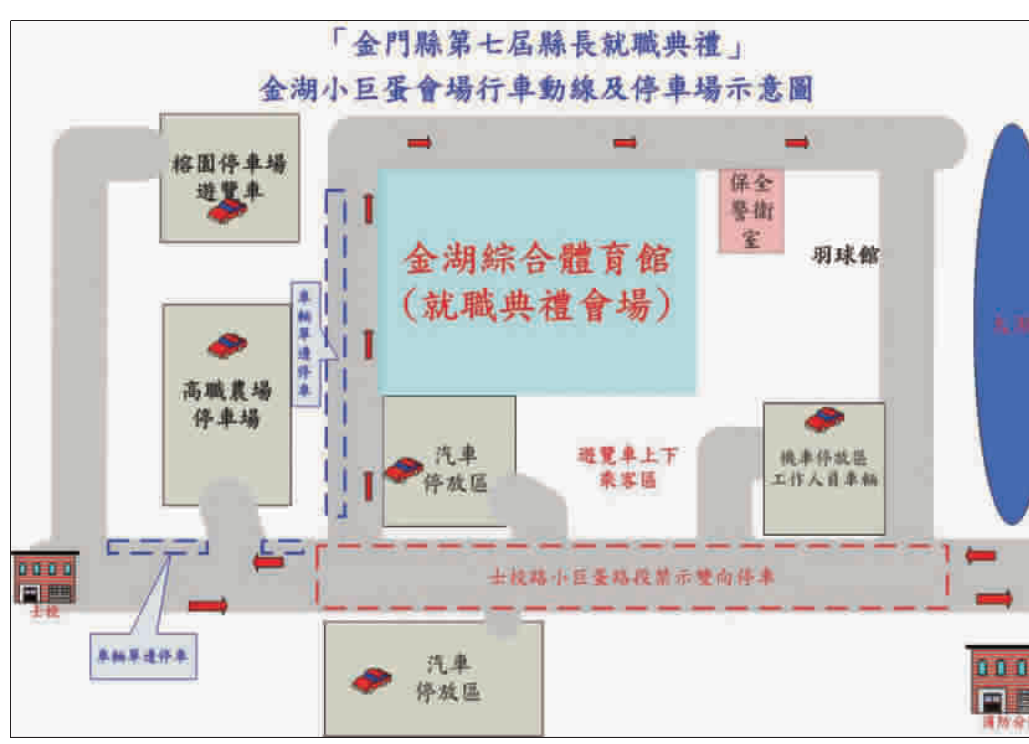 「金門縣第七屆縣長就職典禮」
金湖小巨蛋會場行車動線及停車場示意圖
榕園停車場
遊覽車
保全
警衛
室
羽球館
金湖綜合體育館
(就職典禮會場)
車輛單邊停車
高職農場
停車場
汽車
停放區
遊覽車上下
乘客區
機車停放區
工作人員車輛
士校路小巨蛋路段禁示雙向停車
士校
車輛單邊停車
汽車
停放區
消防分